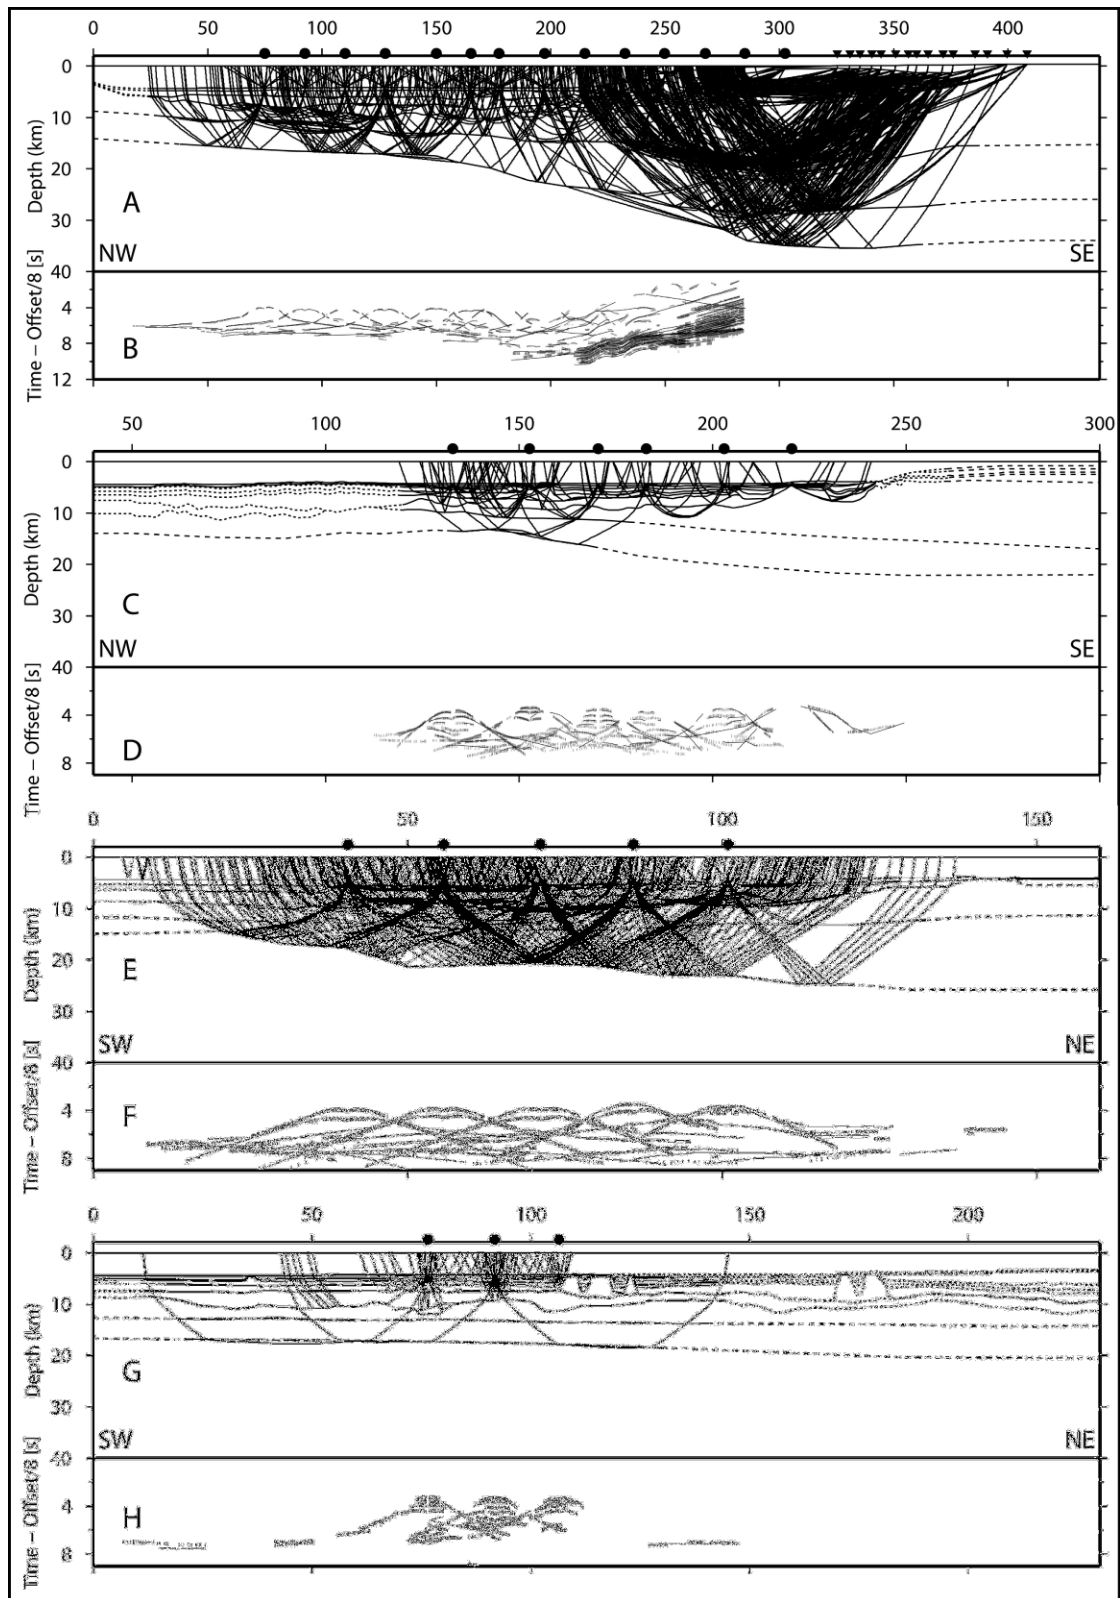 0 50 100 150 200 250 300 350 400
0
10
20
30
40
Depth (km)
A
NW SE
4
8
12
Time – Offset/8 [s]
B
50 100 150 200 250 300
0
10
20
30
40
Depth (km)
C
NW SE
4
8
Time – Offset/8 [s]
D
0 50 100 150
0
10
20
30
40
Depth (km)
E
SW NE
4
8
Time – Offset/8 [s]
F
0 50 100 150 200
0
10
20
30
40
Depth (km)
G
SW NE
4
8
Time – Offset/8 [s]
H